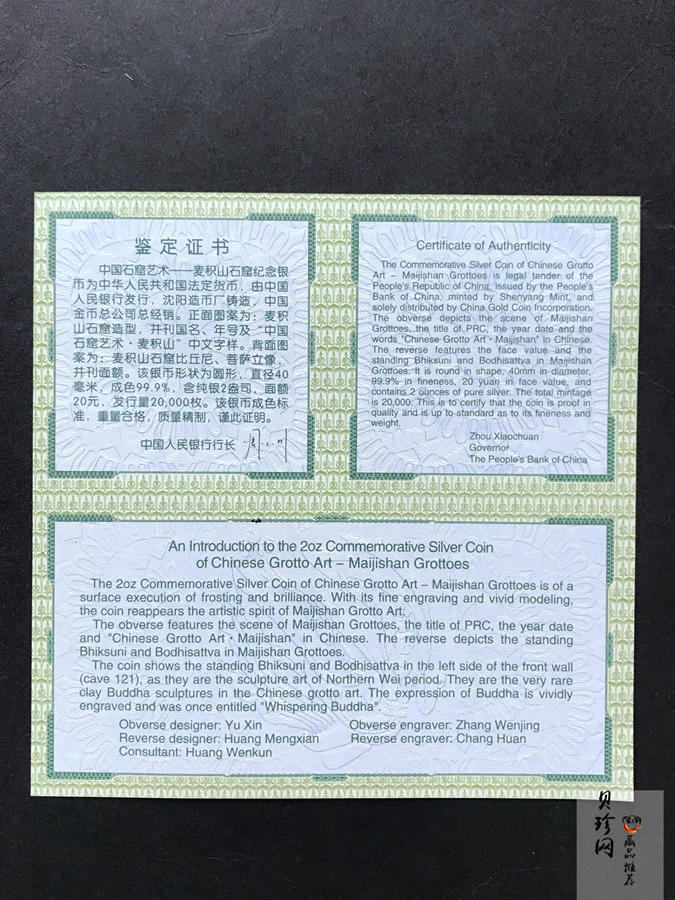 鉴定证书
中国石窟艺术——麦积山石窟纪念银
币为中华人民共和国法定货币，由中国
人民银行发行，沈阳造币厂铸造，中国
金币总公司总经销。正面图案为：麦积
山石窟造型，并刊国名、年号及“中国
石窟艺术·麦积山”中文字样。背面图
案为：麦积山石窟比丘尼、菩萨立像，
并刊面额。该银币形状为圆形，直径40
毫米，成色99.9%，含纯银2盎司，面额
20元，发行量20,000枚。该银币成色标
准，重量合格，质量精制，谨此证明。
中国人民银行行长
Certificate of Authenticity
The Commemorative Silver Coin of Chinese Grotto
Art – Maijishan Grottoes is legal tender of the
People's Republic of China, issued by the People's
Bank of China, minted by Shenyang Mint, and
solely distributed by China Gold Coin Incorporation.
The obverse depicts the scene of Maijishan
Grottoes, the title of PRC, the year date and the
words "Chinese Grotto Art·Maijishan" in Chinese.
The reverse features the face value and the
standing Bhiksuni and Bodhisattva in Maijishan
Grottoes. It is round in shape, 40mm in diameter,
99.9% in fineness, 20 yuan in face value, and
contains 2 ounces of pure silver. The total mintage
is 20,000. This is to certify that the coin is proof in
quality and is up to standard as to its fineness and
weight.
Zhou Xiaochuan
Governor
The People's Bank of China
An Introduction to the 2oz Commemorative Silver Coin
of Chinese Grotto Art – Maijishan Grottoes
The 2oz Commemorative Silver Coin of Chinese Grotto Art – Maijishan Grottoes is of a
surface execution of frosting and brilliance. With its fine engraving and vivid modeling,
the coin reappears the artistic spirit of Maijishan Grotto Art.
The obverse features the scene of Maijishan Grottoes, the title of PRC, the year date
and "Chinese Grotto Art·Maijishan" in Chinese. The reverse depicts the standing
Bhiksuni and Bodhisattva in Maijishan Grottoes.
The coin shows the standing Bhiksuni and Bodhisattva in the left side of the front wall
(cave 121), as they are the sculpture art of Northern Wei period. They are the very rare
clay Buddha sculptures in the Chinese grotto art. The expression of Buddha is vividly
engraved and was once entitled "Whispering Buddha".
Obverse designer: Yu Xin
Obverse engraver: Zhang Wenjing
Reverse designer: Huang Mengxian
Reverse engraver: Chang Huan
Consultant: Huang Wenkun
贝珍网
藏品推荐